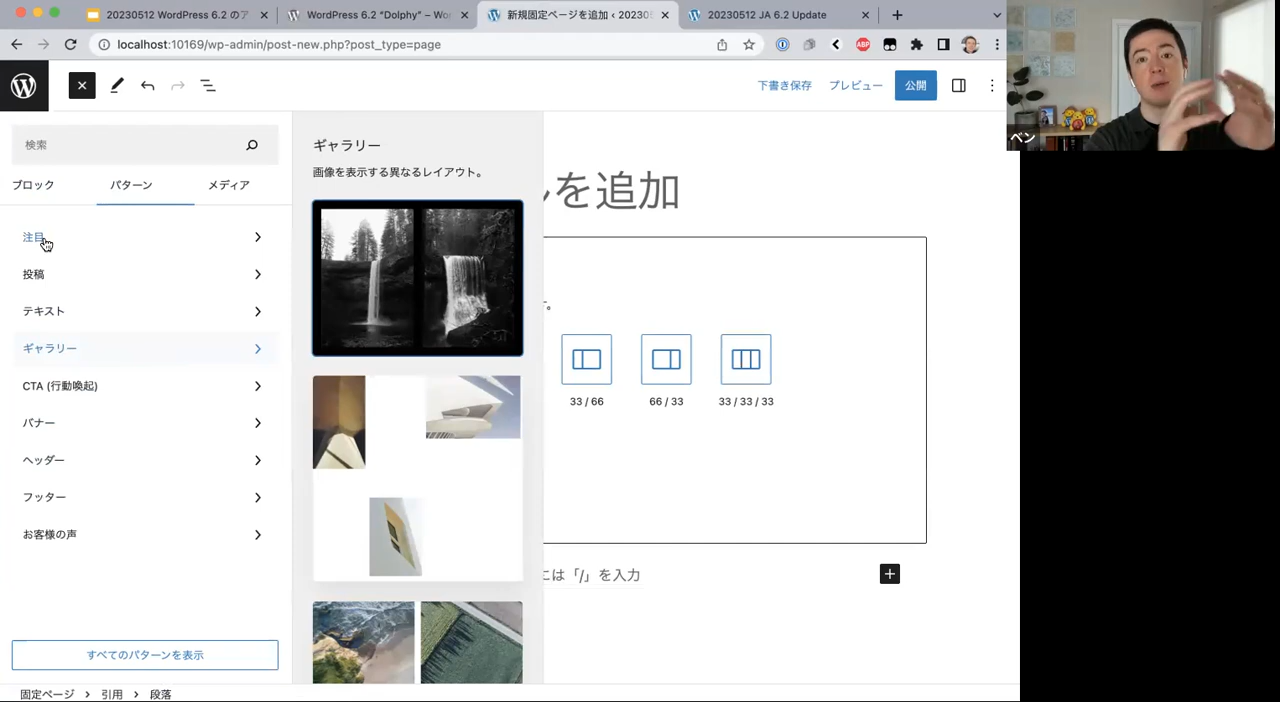 20230512 WordPress 6.2 のア
WordPress 6.2 "Dolphy" – Wo
新規固定ページを追加 ‹ 20230
20230512 JA 6.2 Update
localhost:10169/wp-admin/post-new.php?post_type=page
ABP
ベン
下書き保存
プレビュー
公開
検索
ブロック
パターン
メディア
注目
投稿
テキスト
ギャラリー
CTA (行動喚起)
バナー
ヘッダー
フッター
お客様の声
すべてのパターンを表示
ギャラリー
画像を表示する異なるレイアウト。
ルを追加
す。
33 / 66
66 / 33
33 / 33 / 33
には「/」を入力
固定ページ
引用
段落